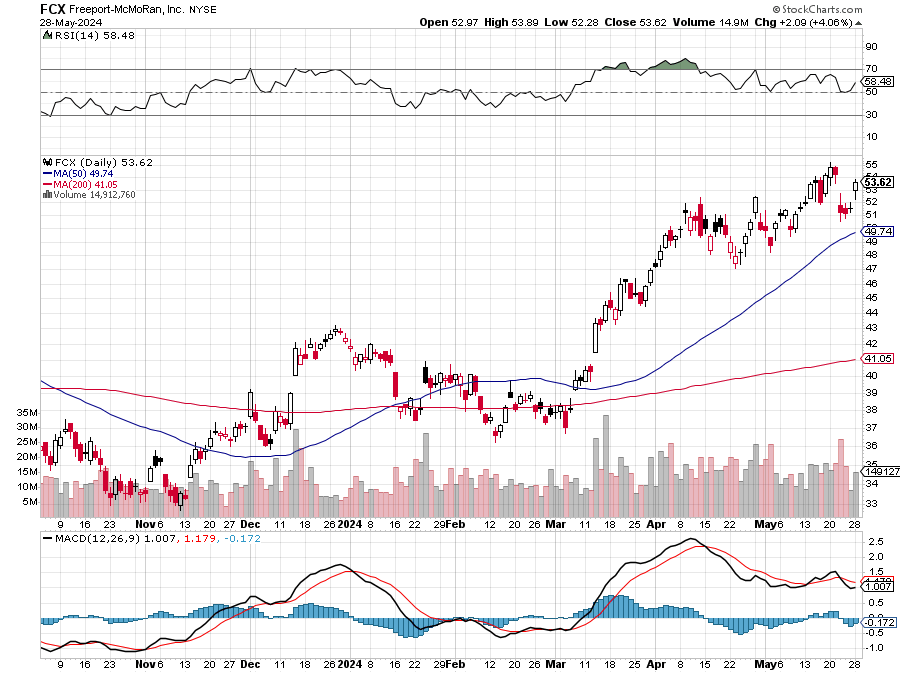 FCX Freeport-McMoRan, Inc. NYSE © StockCharts.com
28-May-2024 Open 52.97 High 53.89 Low 52.28 Close 53.62 Volume 14.9M Chg +2.09 (+4.06%)
RSI(14) 58.48
90
70
58.48
50
30
10
FCX (Daily) 53.62
MA(50) 49.74
MA(200) 41.05
Volume 14,912,760
55
54
53.62
53
52
51
49.74
49
48
47
46
45
44
43
42
41.05
40
39
38
37
36
35
34
33
35M
30M
25M
20M
15M
10M
5M
149127
9 16 23 Nov 6 13 20 27 Dec 11 18 26 2024 8 16 22 Feb 12 20 26 Mar 11 18 25 Apr 8 15 22 May 6 13 20 28
MACD(12,26,9) 1.007, 1.179, -0.172
2.5
2.0
1.5
1.179
1.007
0.5
-0.172
-0.5
-1.0
9 16 23 Nov 6 13 20 27 Dec 11 18 26 2024 8 16 22 Feb 12 20 26 Mar 11 18 25 Apr 8 15 22 May 6 13 20 28